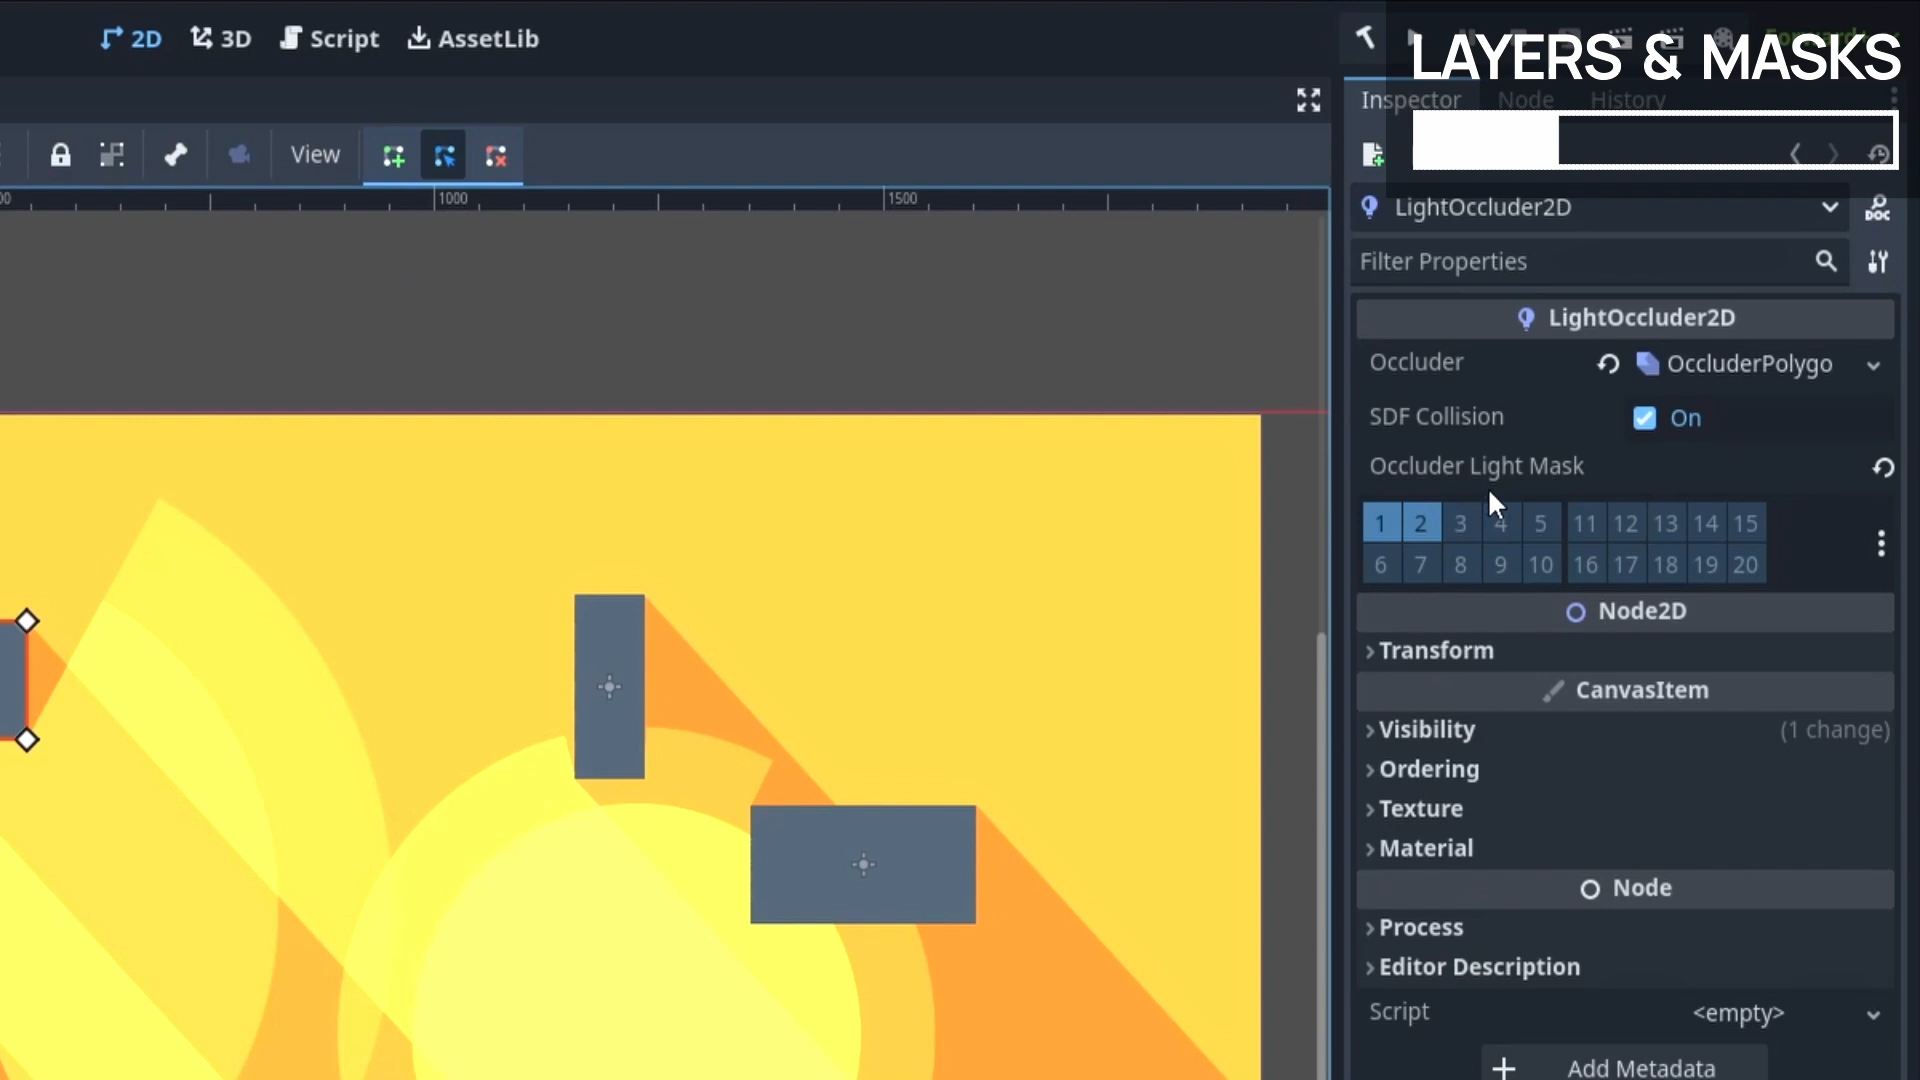 2D 3D Script AssetLib
LAYERS & MASKS
Inspector Node History
View
1000 1500
LightOccluder2D
DOC
Filter Properties
LightOccluder2D
Occluder OccluderPolygo
SDF Collision On
Occluder Light Mask
1 2 3 4 5 11 12 13 14 15
6 7 8 9 10 16 17 18 19 20
Node2D
Transform
CanvasItem
Visibility (1 change)
Ordering
Texture
Material
Node
Process
Editor Description
Script <empty>
Add Metadata